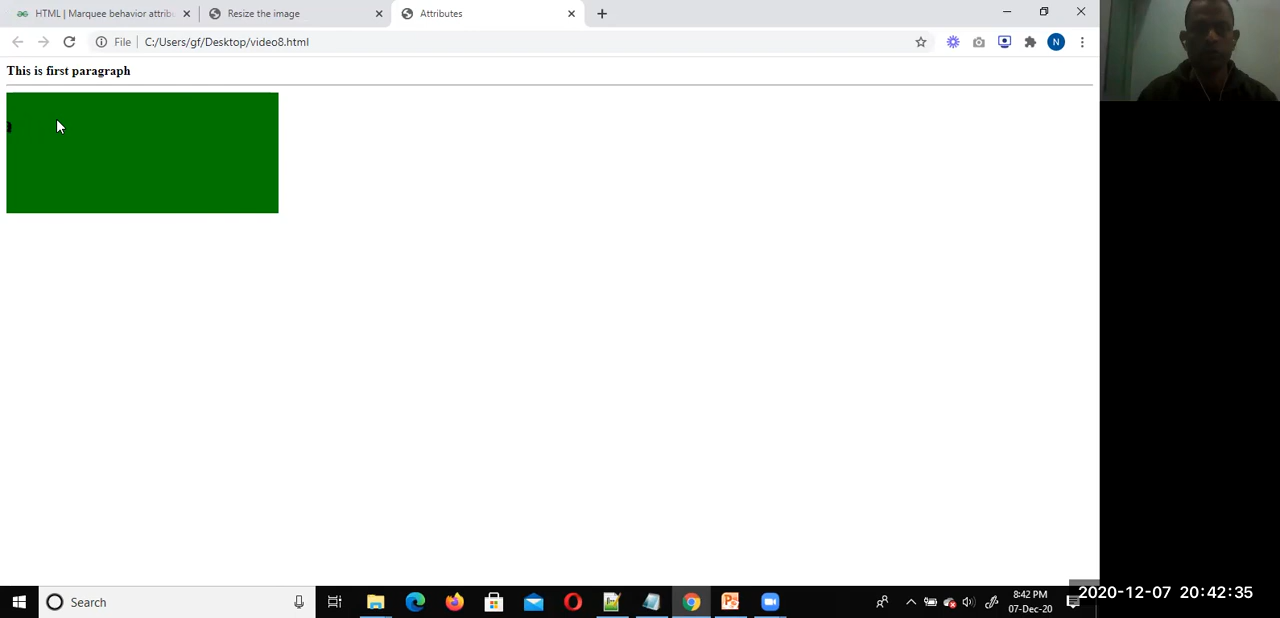 HTML | Marquee behavior attrib
Resize the image
Attributes
File
C:/Users/gf/Desktop/video8.html
N
This is first paragraph
a
Search
8:42 PM
07-Dec-20
2020-12-07 20:42:35